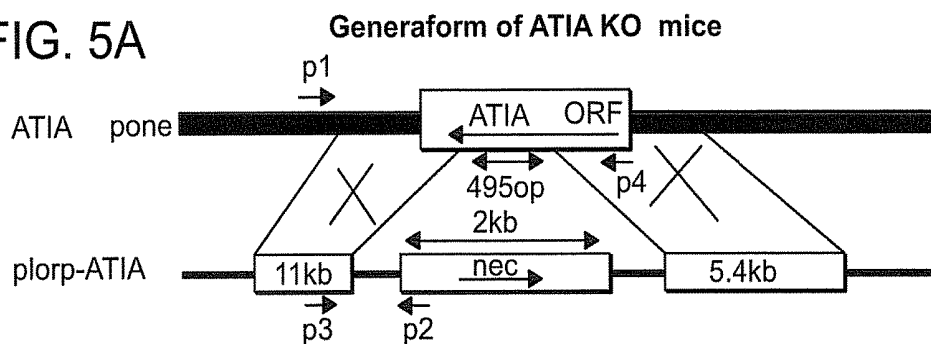 FIG. 5A
Generaform of ATIA KO mice
p1
ATIA pone
ATIA ORF
495op
p4
2kb
plorp-ATIA
11kb
nec
5.4kb
p3
p2